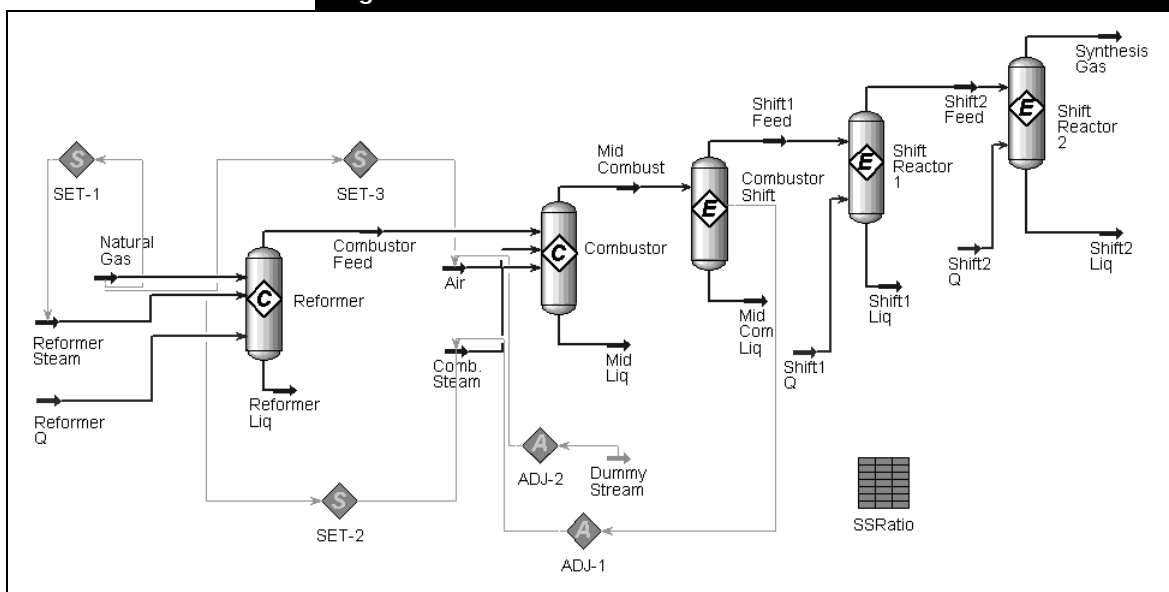 Synthesis
Gas
Shift2
Feed
E
Shift
Reactor
2
Shift1
Feed
E
Shift
Reactor
1
Mid
Combust
Combustor
Shift
E
S
SET-1
S
SET-3
Natural
Gas
Combustor
Feed
C
Combustor
Air
Shift2
Q
Shift2
Liq
C
Reformer
Shift1
Liq
Mid
Com
Liq
Reformer
Steam
Comb.
Steam
Mid
Liq
Shift1
Q
Reformer
Q
Reformer
Liq
A
ADJ-2
Dummy
Stream
S
SET-2
A
ADJ-1
SSRatio